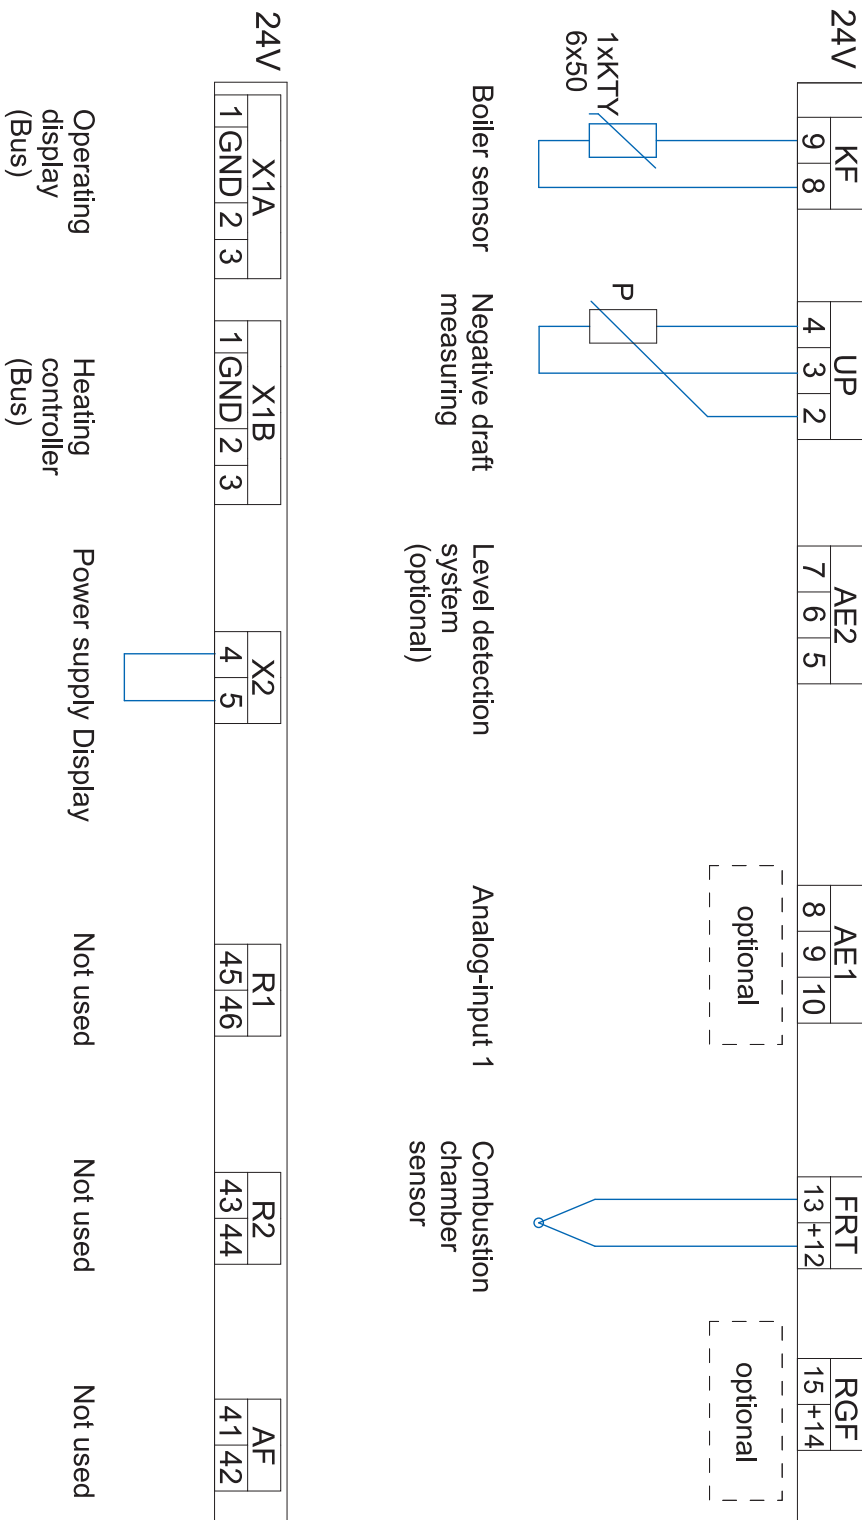 24V
KF
9 8
UP
4 3 2
AE2
7 6 5
AE1
8 9 10
FRT
13 +12
RGF
15 +14
optional
optional
1xKTY
6x50
P
Boiler sensor
Negative draft
measuring
Level detection
system
(optional)
Analog-input 1
Combustion
chamber
sensor
24V
X1A
1 GND 2 3
X1B
1 GND 2 3
X2
4 5
R1
45 46
R2
43 44
AF
41 42
Operating
display
(Bus)
Heating
controller
(Bus)
Power supply Display
Not used
Not used
Not used